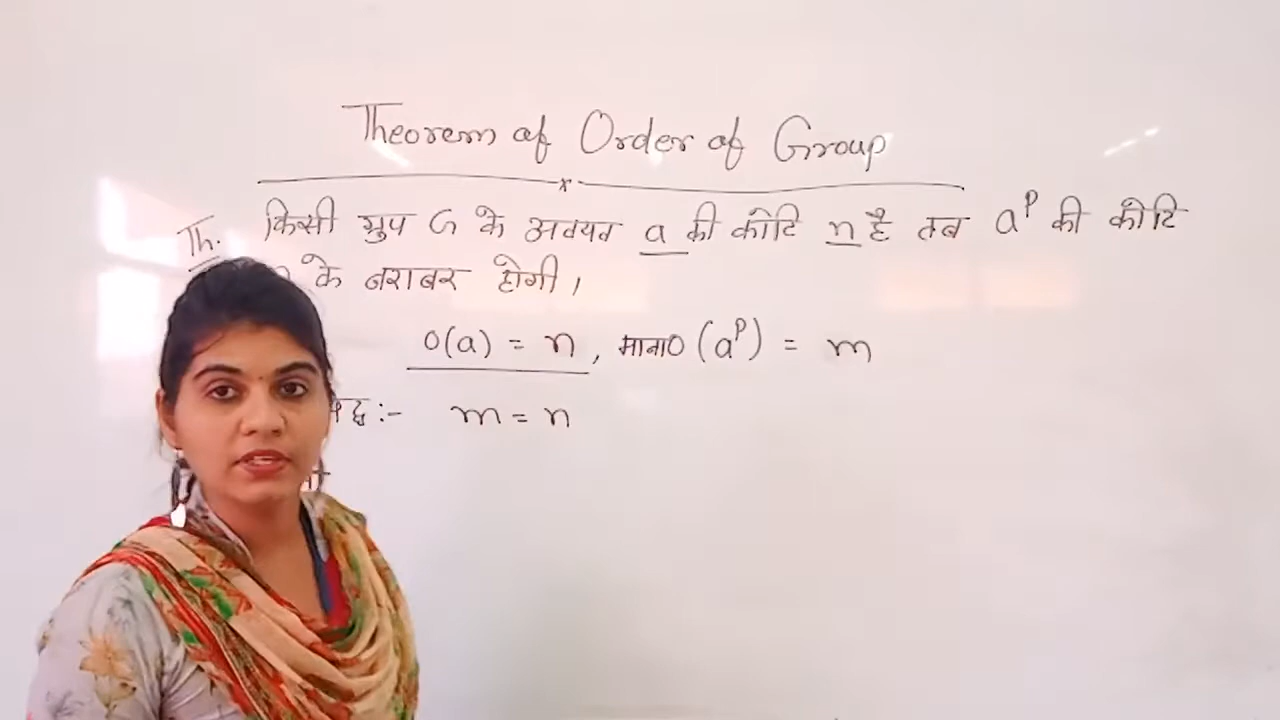 Theorem of Order of Group
Th. किसी ग्रुप G के अवयव a की कोटि n है तब a^p की कोटि
के बराबर होगी।
O(a) = n, माना O(a^p) = m
द्ध :- m = n